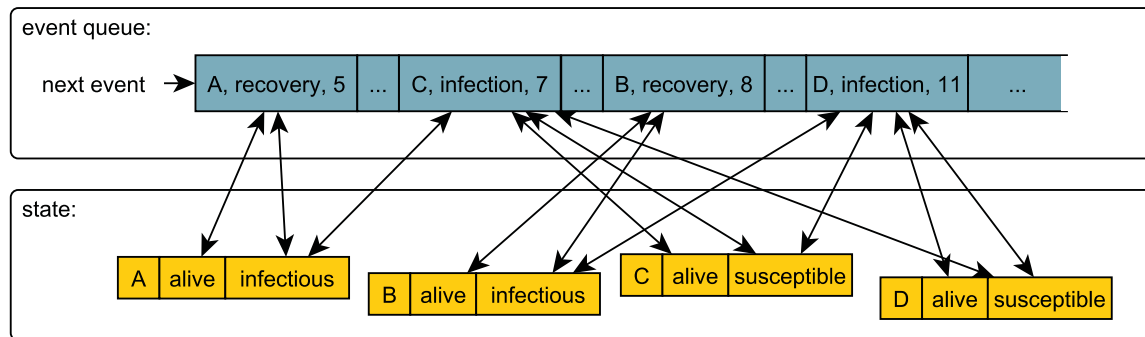 event queue:
next event A, recovery, 5 ... C, infection, 7 ... B, recovery, 8 ... D, infection, 11 ...
state:
A alive infectious
B alive infectious
C alive susceptible
D alive susceptible